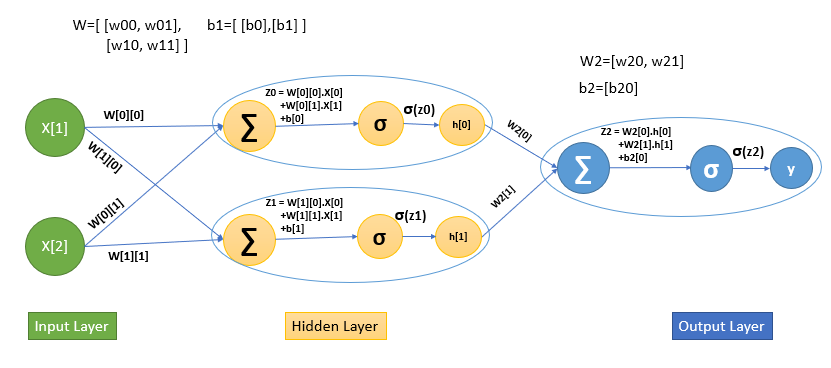 W=[ [w00, w01],
[w10, w11] ]
b1=[ [b0],[b1] ]
W2=[w20, w21]
b2=[b20]
X[1]
W[0][0]
W[1][0]
Z0 = W[0][0].X[0]
+W[0][1].X[1]
+b[0]
∑
σ
σ(z0)
h[0]
W2[0]
X[2]
W[0][1]
W[1][1]
Z1 = W[1][0].X[0]
+W[1][1].X[1]
+b[1]
∑
σ
σ(z1)
h[1]
W2[1]
Z2 = W2[0].h[0]
+W2[1].h[1]
+b2[0]
∑
σ
σ(z2)
y
Input Layer
Hidden Layer
Output Layer